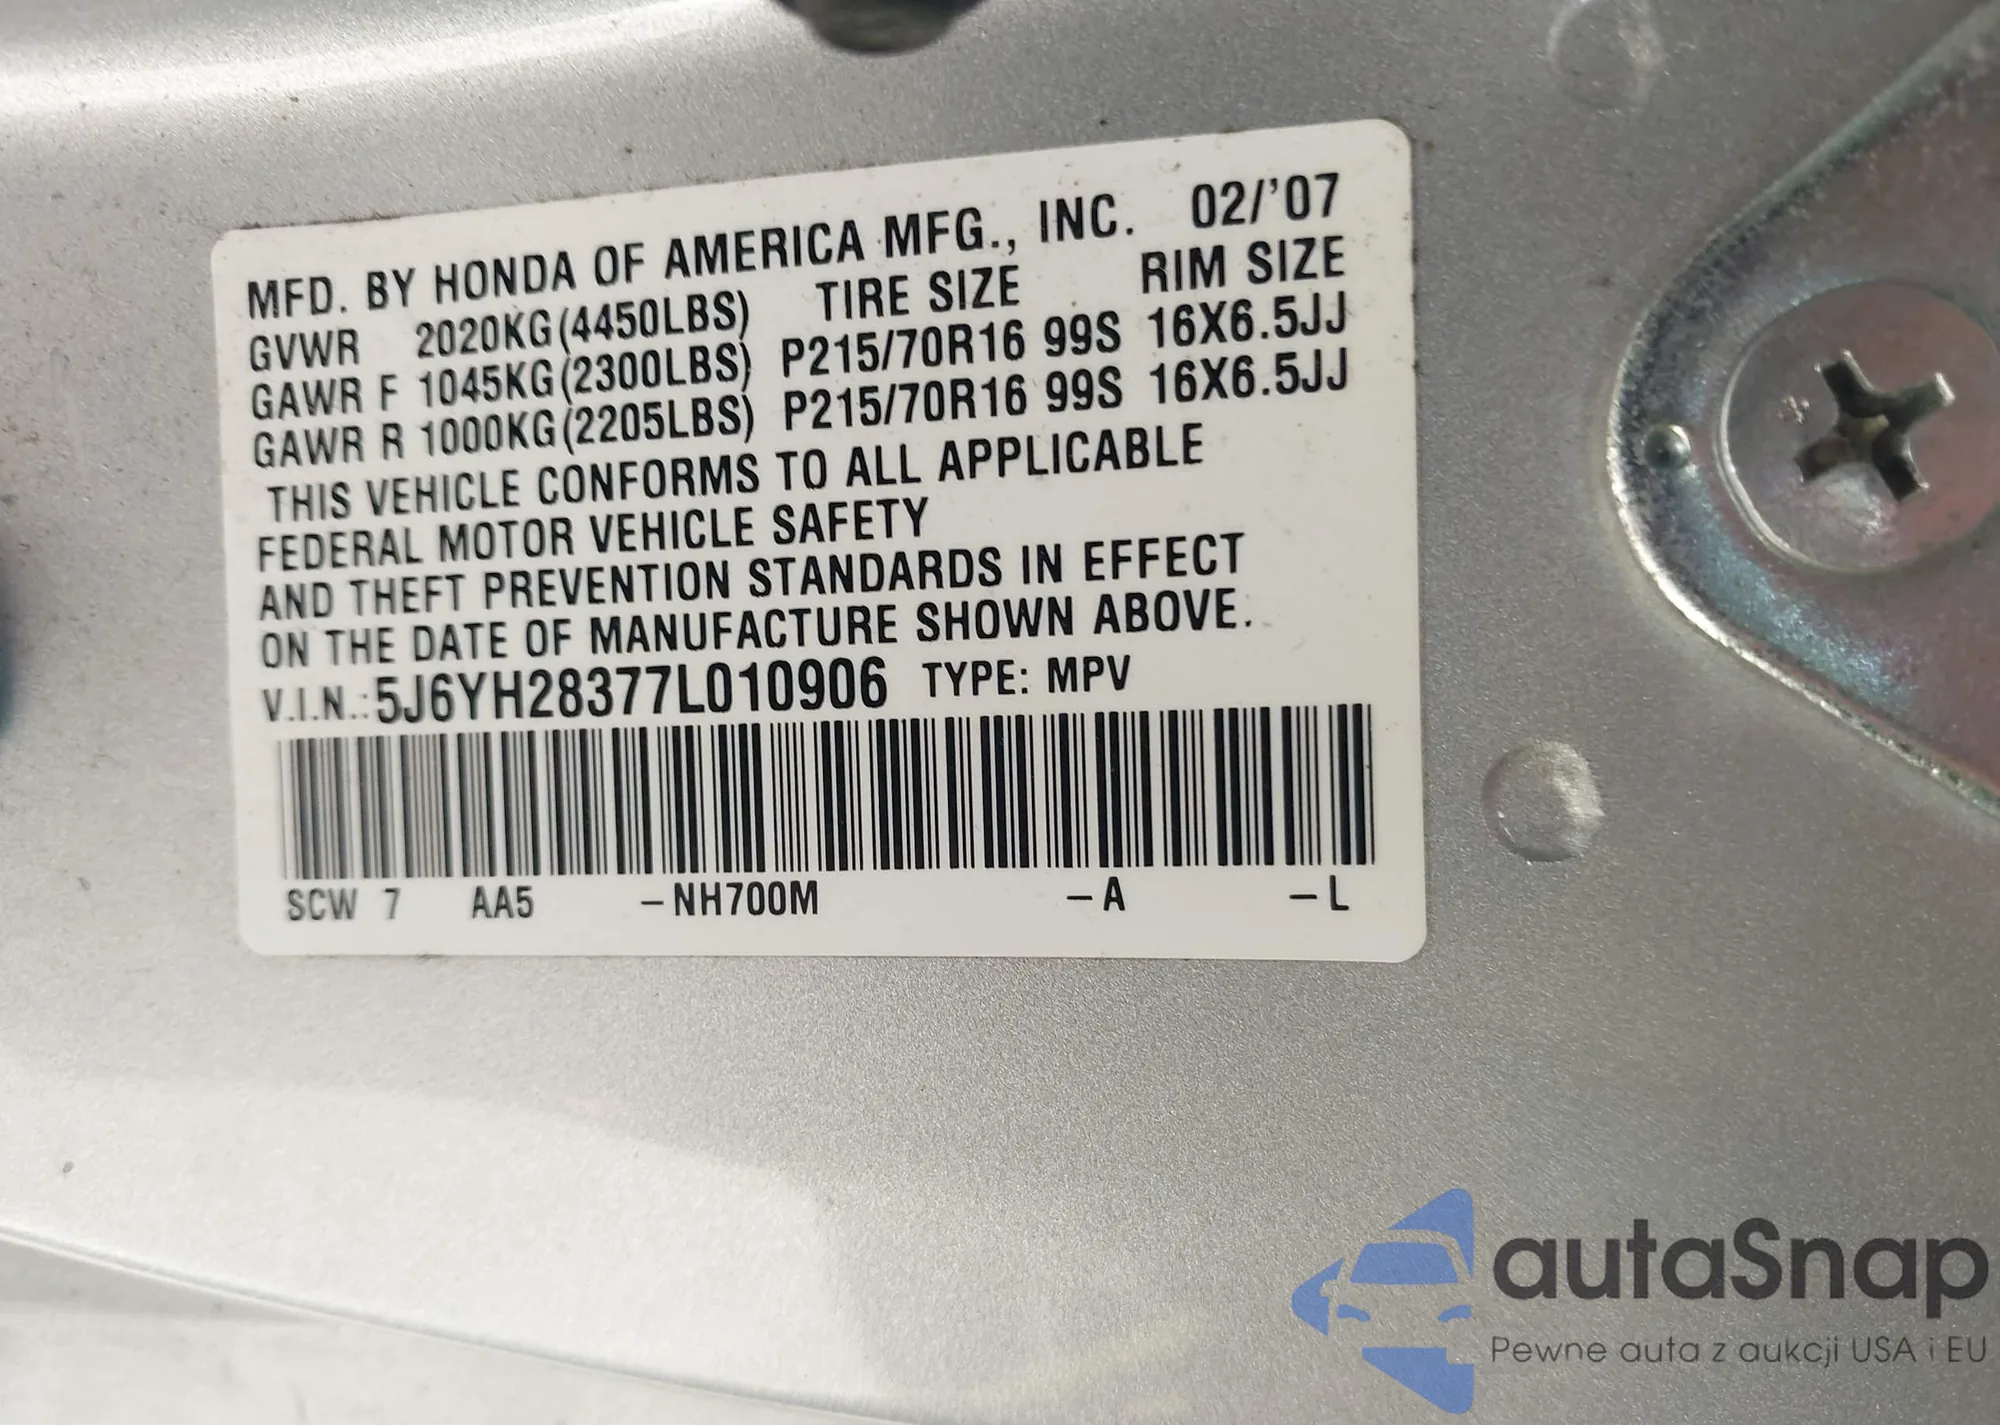 MFD. BY HONDA OF AMERICA MFG., INC. 02/'07
TIRE SIZE RIM SIZE
GVWR 2020KG(4450LBS)
GAWR F 1045KG(2300LBS) P215/70R16 99S 16X6.5JJ
GAWR R 1000KG(2205LBS) P215/70R16 99S 16X6.5JJ
THIS VEHICLE CONFORMS TO ALL APPLICABLE
FEDERAL MOTOR VEHICLE SAFETY
AND THEFT PREVENTION STANDARDS IN EFFECT
ON THE DATE OF MANUFACTURE SHOWN ABOVE.
V.I.N.:5J6YH28377L010906 TYPE: MPV
SCW 7 AA5 –NH700M –A –L
autaSnap
Pewne auta z aukcji USA i EU